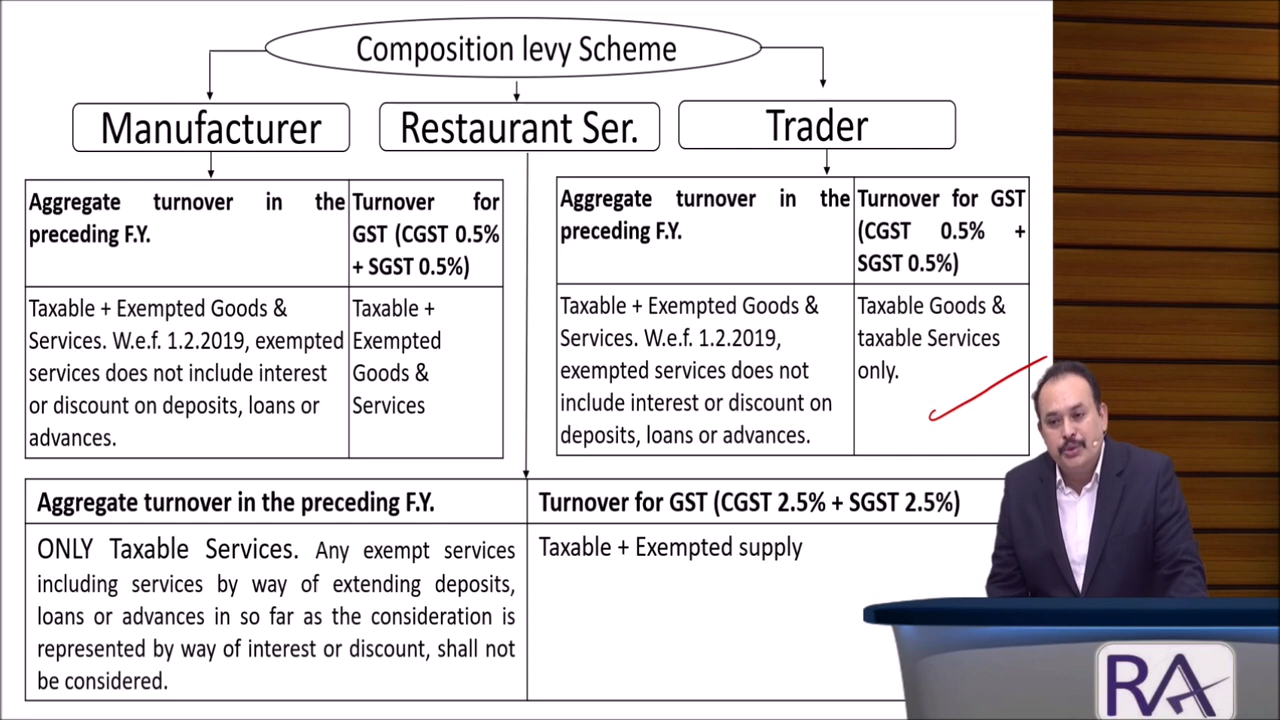 Composition levy Scheme
Manufacturer
Restaurant Ser.
Trader
Aggregate turnover in the
preceding F.Y.
Turnover for
GST (CGST 0.5%
+ SGST 0.5%)
Taxable + Exempted Goods &
Services. W.e.f. 1.2.2019, exempted
services does not include interest
or discount on deposits, loans or
advances.
Taxable +
Exempted
Goods &
Services
Aggregate turnover in the
preceding F.Y.
Turnover for GST
(CGST 0.5% +
SGST 0.5%)
Taxable + Exempted Goods &
Services. W.e.f. 1.2.2019,
exempted services does not
include interest or discount on
deposits, loans or advances.
Taxable Goods &
taxable Services
only.
Aggregate turnover in the preceding F.Y.
Turnover for GST (CGST 2.5% + SGST 2.5%)
ONLY Taxable Services. Any exempt services
including services by way of extending deposits,
loans or advances in so far as the consideration is
represented by way of interest or discount, shall not
be considered.
Taxable + Exempted supply
RA